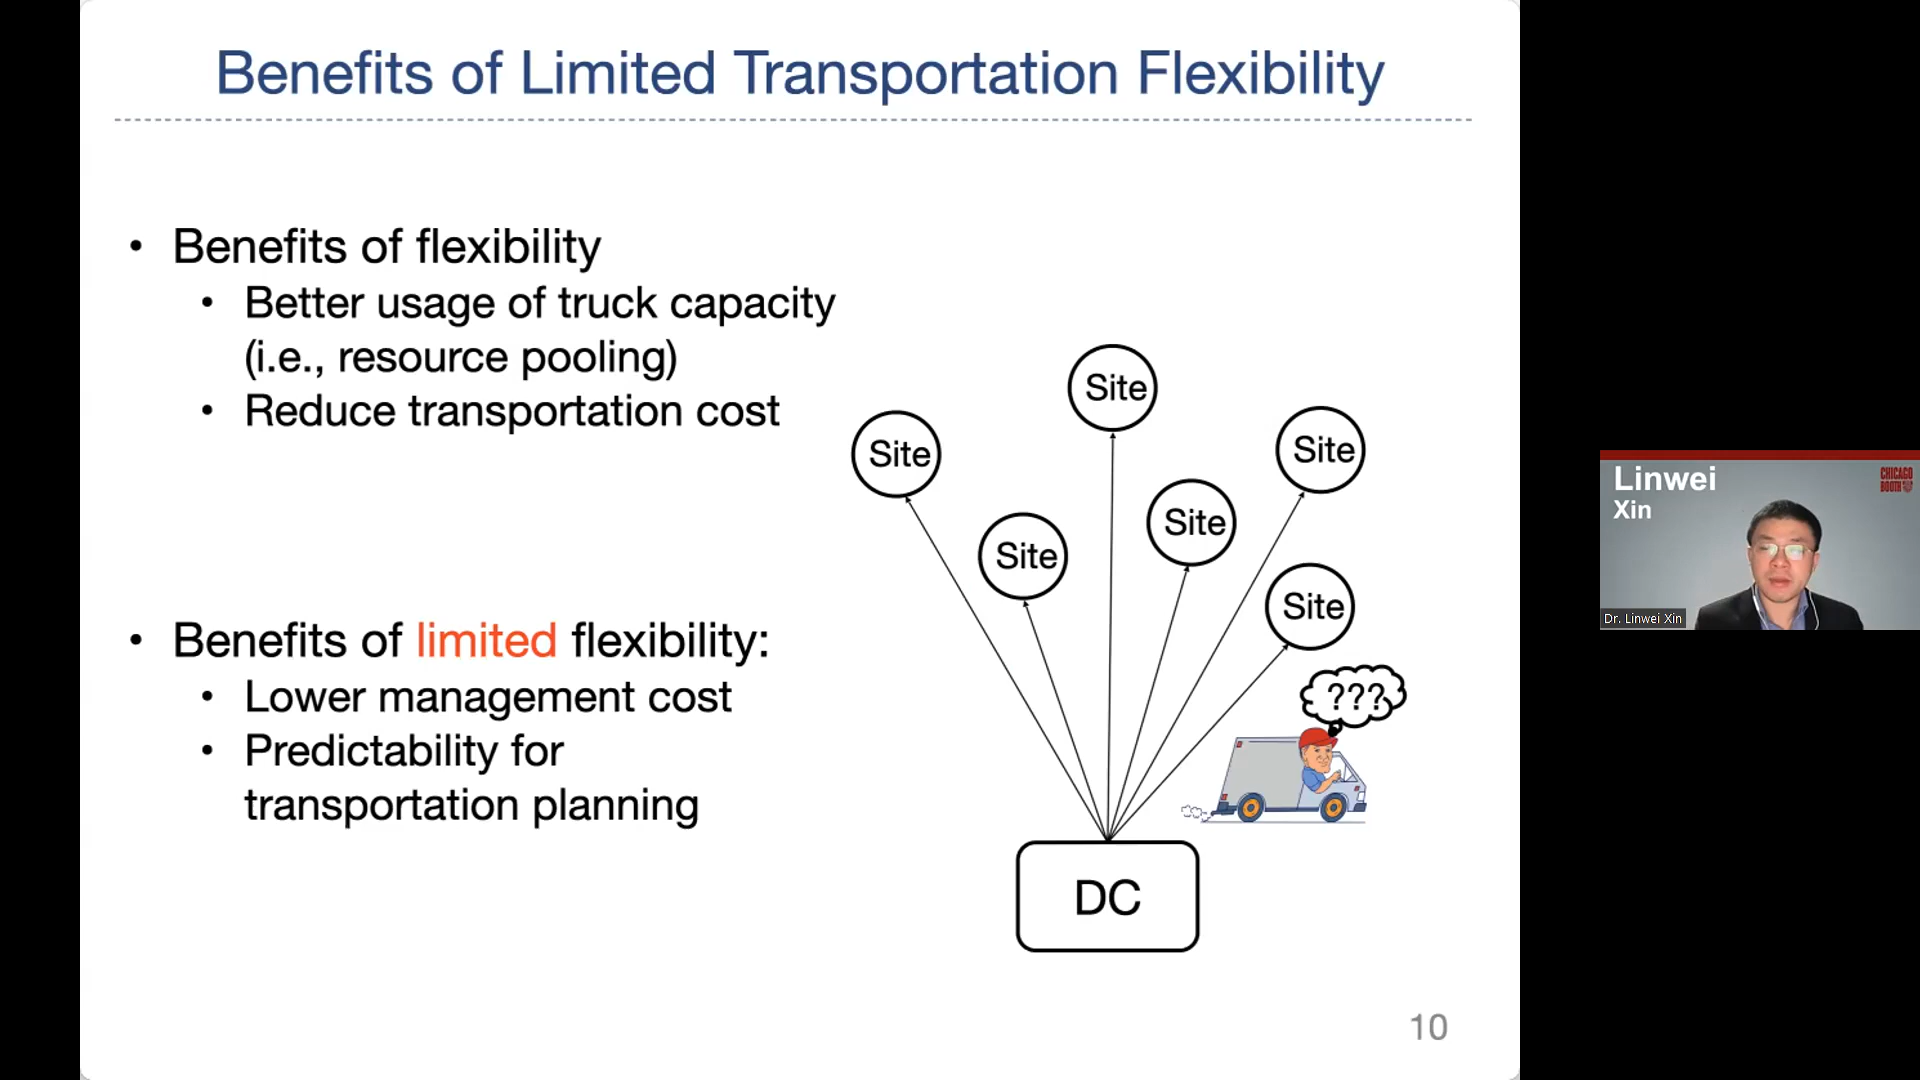 Benefits of Limited Transportation Flexibility
• Benefits of flexibility
• Better usage of truck capacity
(i.e., resource pooling)
• Reduce transportation cost
• Benefits of limited flexibility:
• Lower management cost
• Predictability for
transportation planning
Site
Site
Site
Site
Site
Site
???
DC
10
Linwei
Xin
CHICAGO
BOOTH
Dr. Linwei Xin